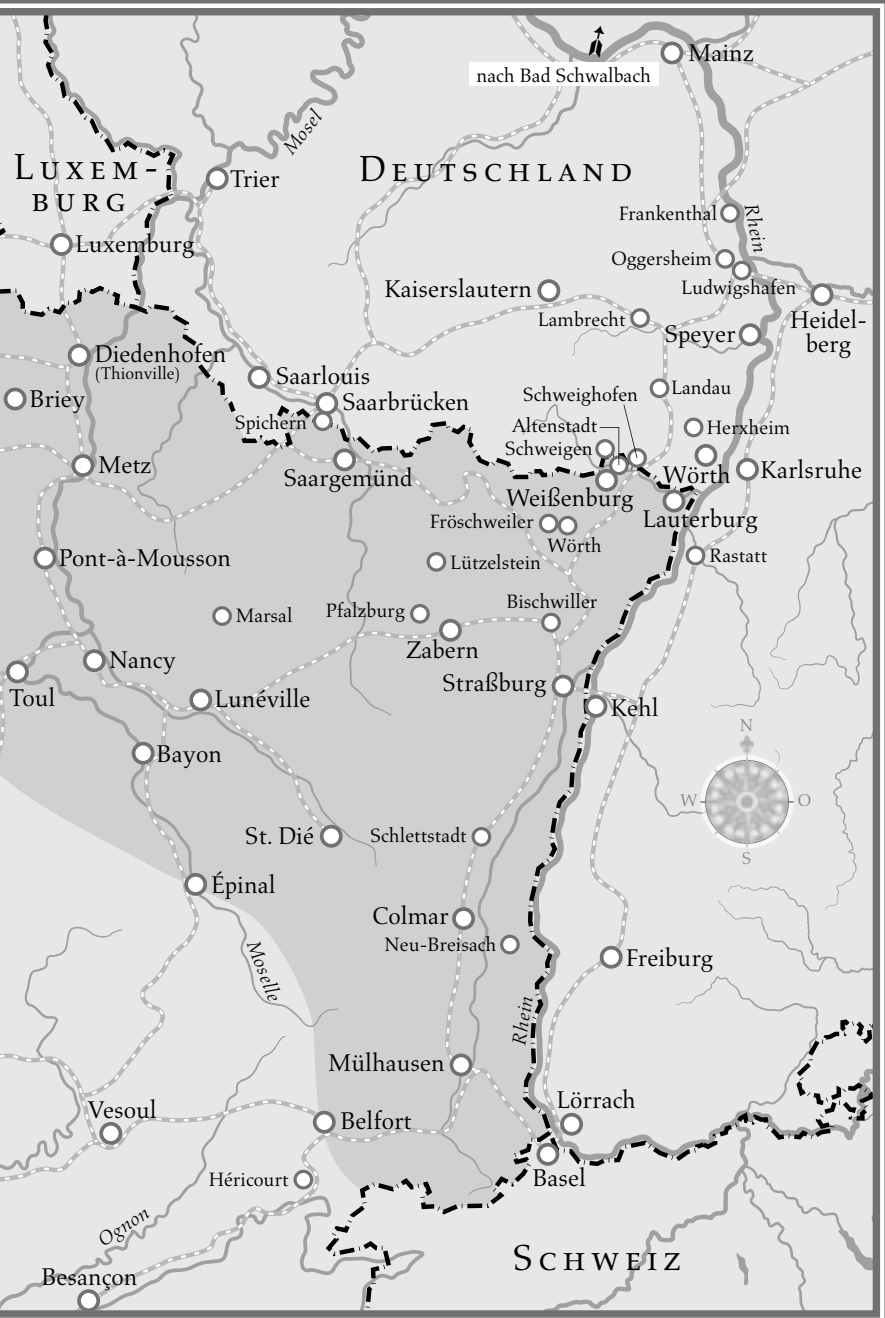 Mainz
nach Bad Schwalbach
Mosel
LUXEM-
BURG
DEUTSCHLAND
Trier
Frankenthal
Rhein
Luxemburg
Oggersheim
Ludwigshafen
Kaiserslautern
Lambrecht
Speyer
Heidel-
berg
Diedenhofen
(Thionville)
Saarlouis
Briey
Saarbrücken
Schweighofen
Landau
Spichern
Altenstadt
Herxheim
Schweigen
Metz
Saargemünd
Wörth
Karlsruhe
Weißenburg
Lauterburg
Fröschweiler
Wörth
Pont-à-Mousson
Lützelstein
Rastatt
Marsal
Pfalzburg
Bischwiller
Zabern
Nancy
Toul
Straßburg
Lunéville
Kehl
N
Bayon
W
O
S
St. Dié
Schlettstadt
Épinal
Colmar
Neu-Breisach
Moselle
Freiburg
Rhein
Mülhausen
Vesoul
Belfort
Lörrach
Héricourt
Basel
Ognon
SCHWEIZ
Besançon